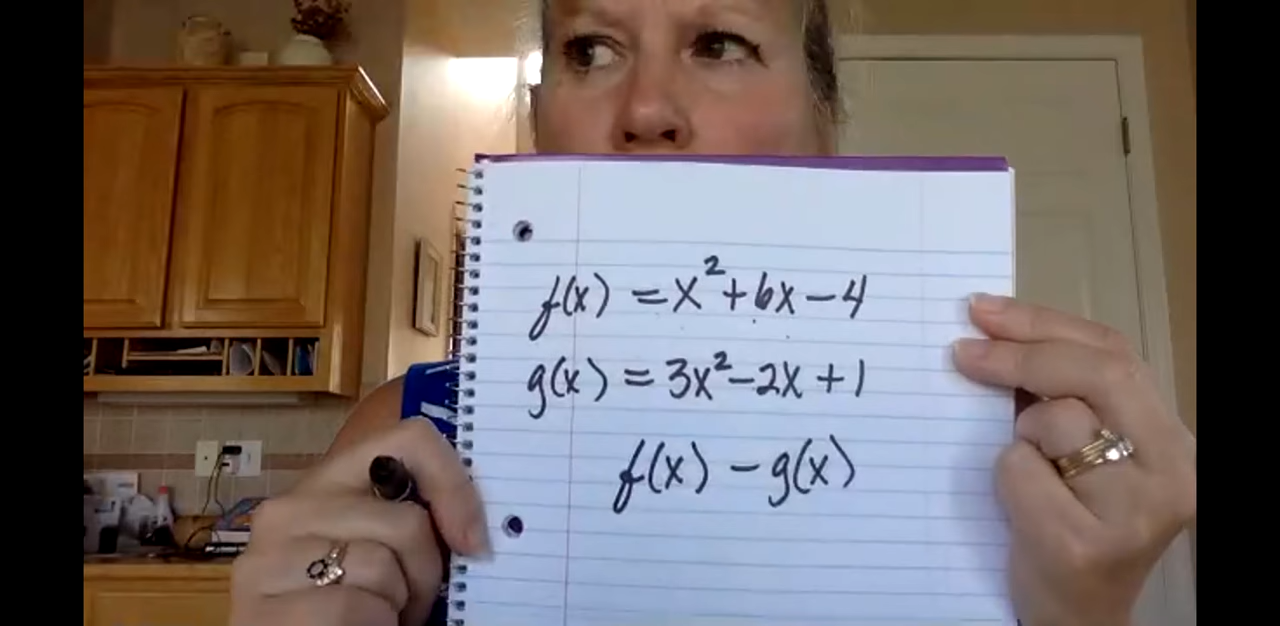 f(x) = x²+6x-4
g(x) = 3x²-2x+1
f(x) - g(x)